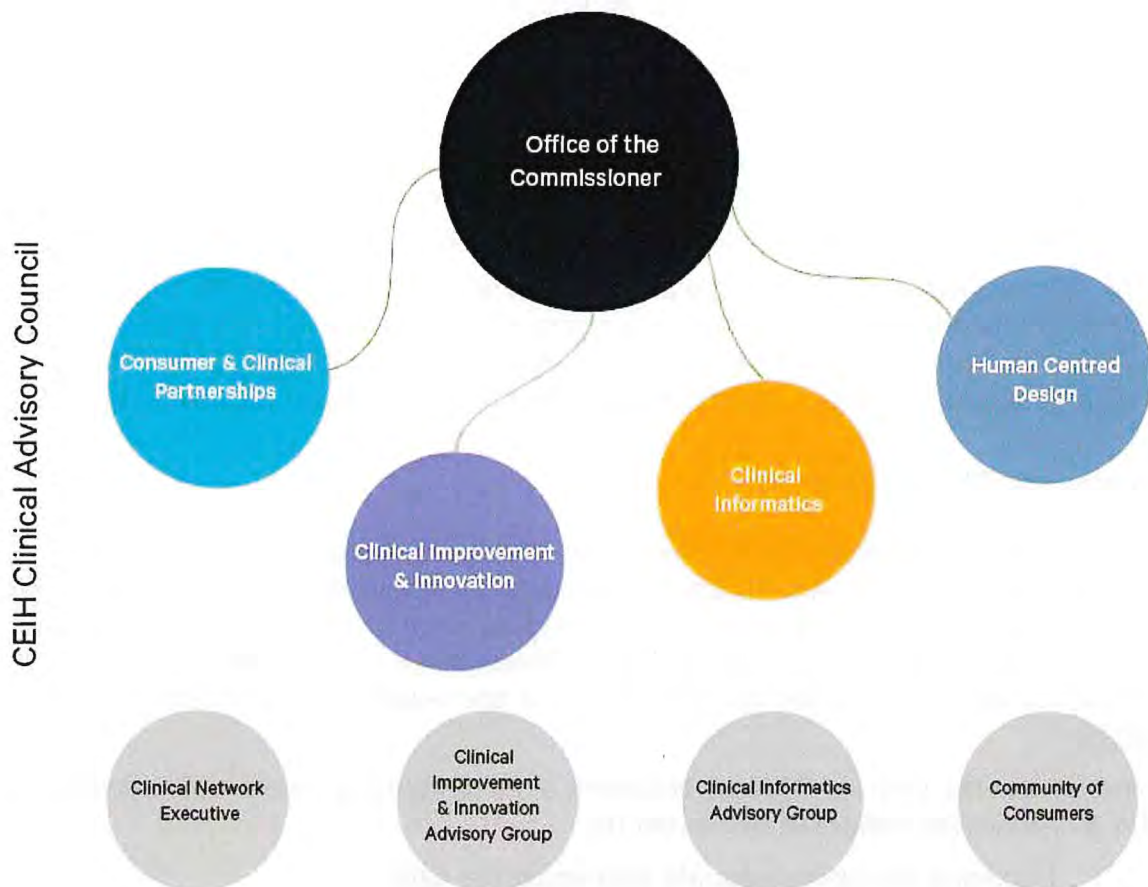 Office of the
Commissioner
CEIH Clinical Advisory Council
Consumer & Clinical
Partnerships
Human Centred
Design
Clinical
Informatics
Clinical Improvement
& Innovation
Clinical Network
Executive
Clinical
Improvement
& Innovation
Advisory Group
Clinical Informatics
Advisory Group
Community of
Consumers